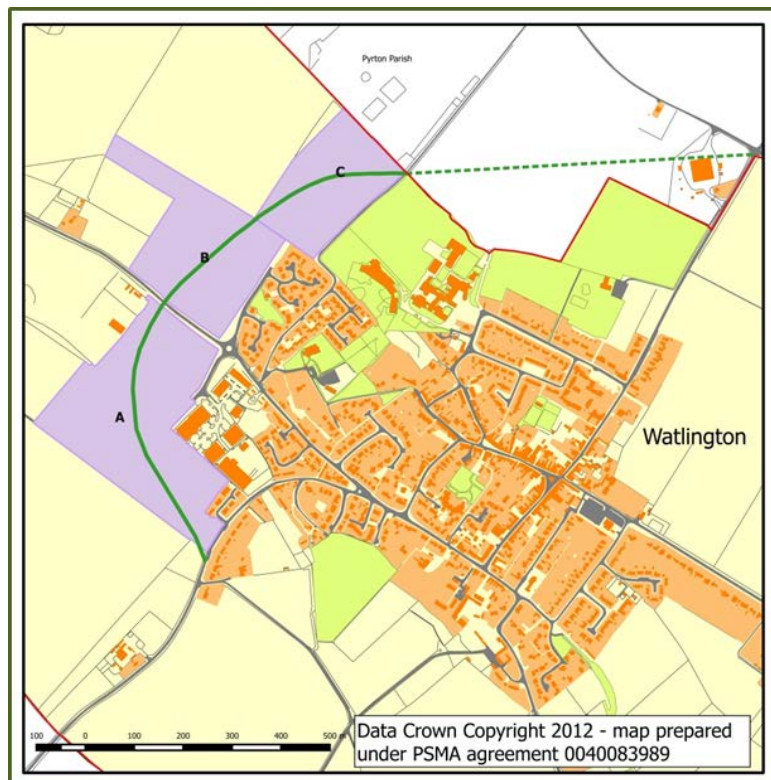 Pyrton Parish
C
B
A
Watlington
100 0 100 200 300 400 500 m
Data Crown Copyright 2012 - map prepared
under PSMA agreement 0040083989